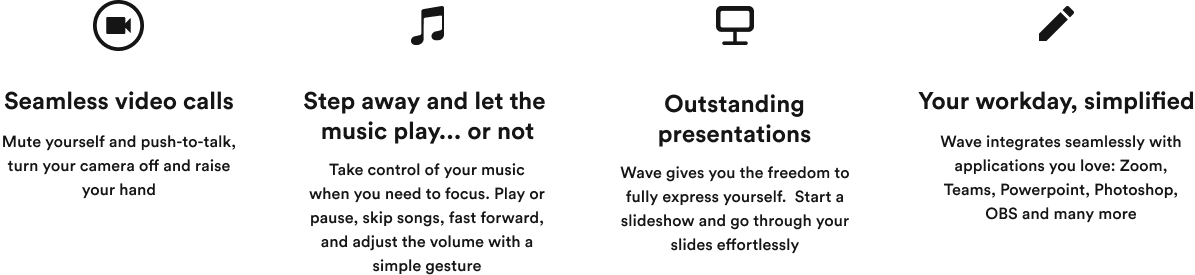 Seamless video calls
Mute yourself and push-to-talk,
turn your camera off and raise
your hand
Step away and let the
music play... or not
Take control of your music
when you need to focus. Play or
pause, skip songs, fast forward,
and adjust the volume with a
simple gesture
Outstanding
presentations
Wave gives you the freedom to
fully express yourself.  Start a
slideshow and go through your
slides effortlessly
Your workday, simplified
Wave integrates seamlessly with
applications you love: Zoom,
Teams, Powerpoint, Photoshop,
OBS and many more